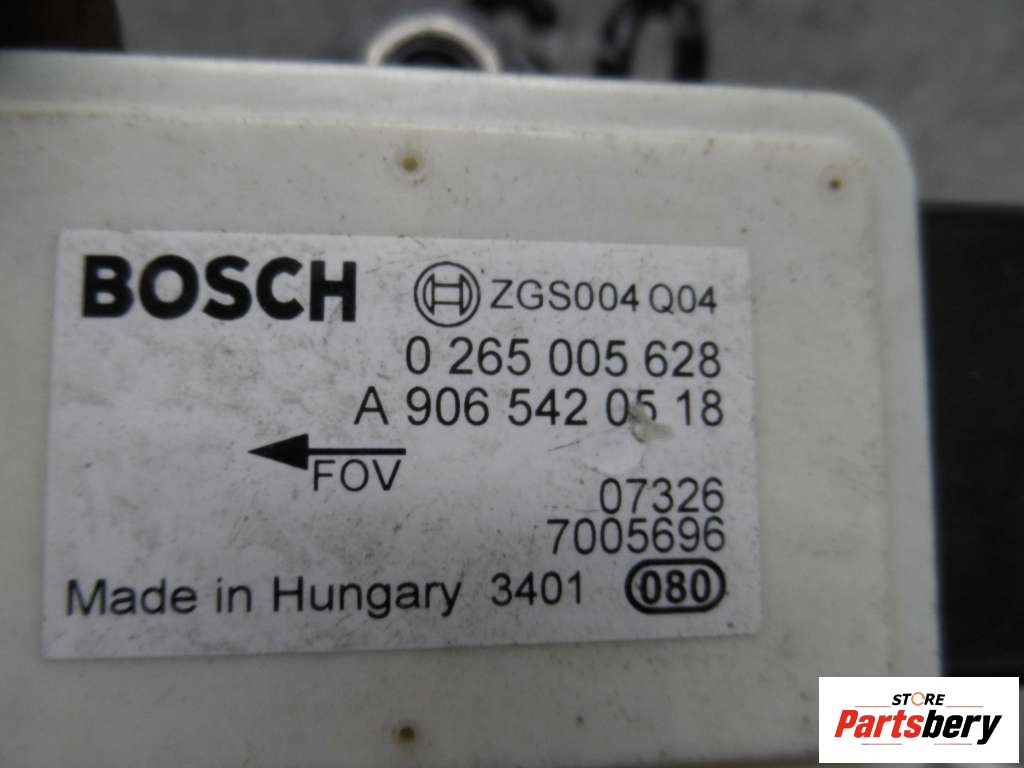 BOSCH ZGS004 Q04
0 265 005 628
A 906 542 05 18
FOV
07326
7005696
Made in Hungary 3401 080
STORE
Partsbery